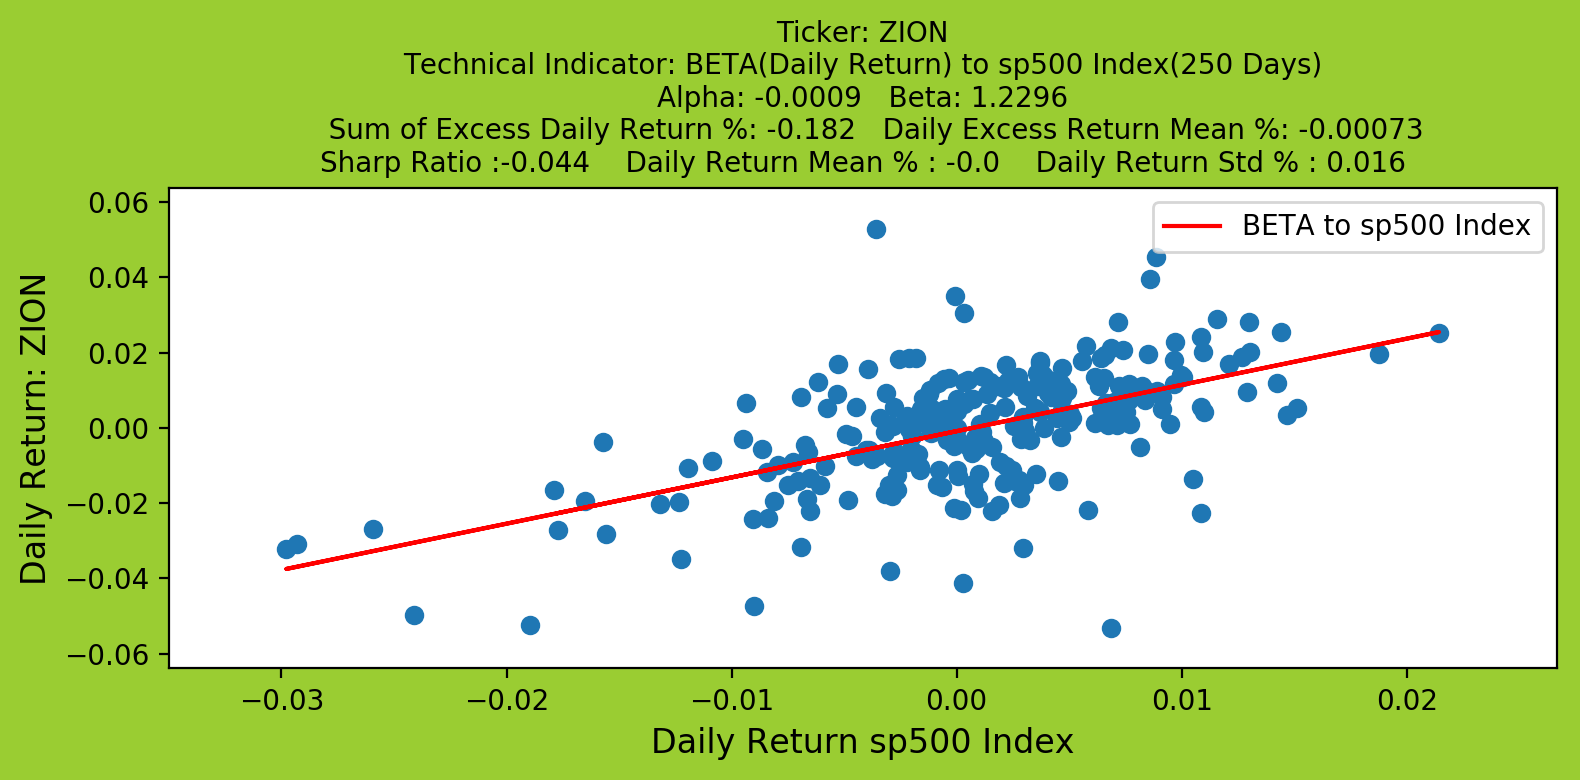 Ticker: ZION
Technical Indicator: BETA(Daily Return) to sp500 Index(250 Days)
Alpha: -0.0009   Beta: 1.2296
Sum of Excess Daily Return %: -0.182   Daily Excess Return Mean %: -0.00073
Sharp Ratio :-0.044    Daily Return Mean % : -0.0    Daily Return Std % : 0.016
BETA to sp500 Index
0.06
0.04
0.02
0.00
−0.02
−0.04
−0.06
Daily Return: ZION
−0.03
−0.02
−0.01
0.00
0.01
0.02
Daily Return sp500 Index